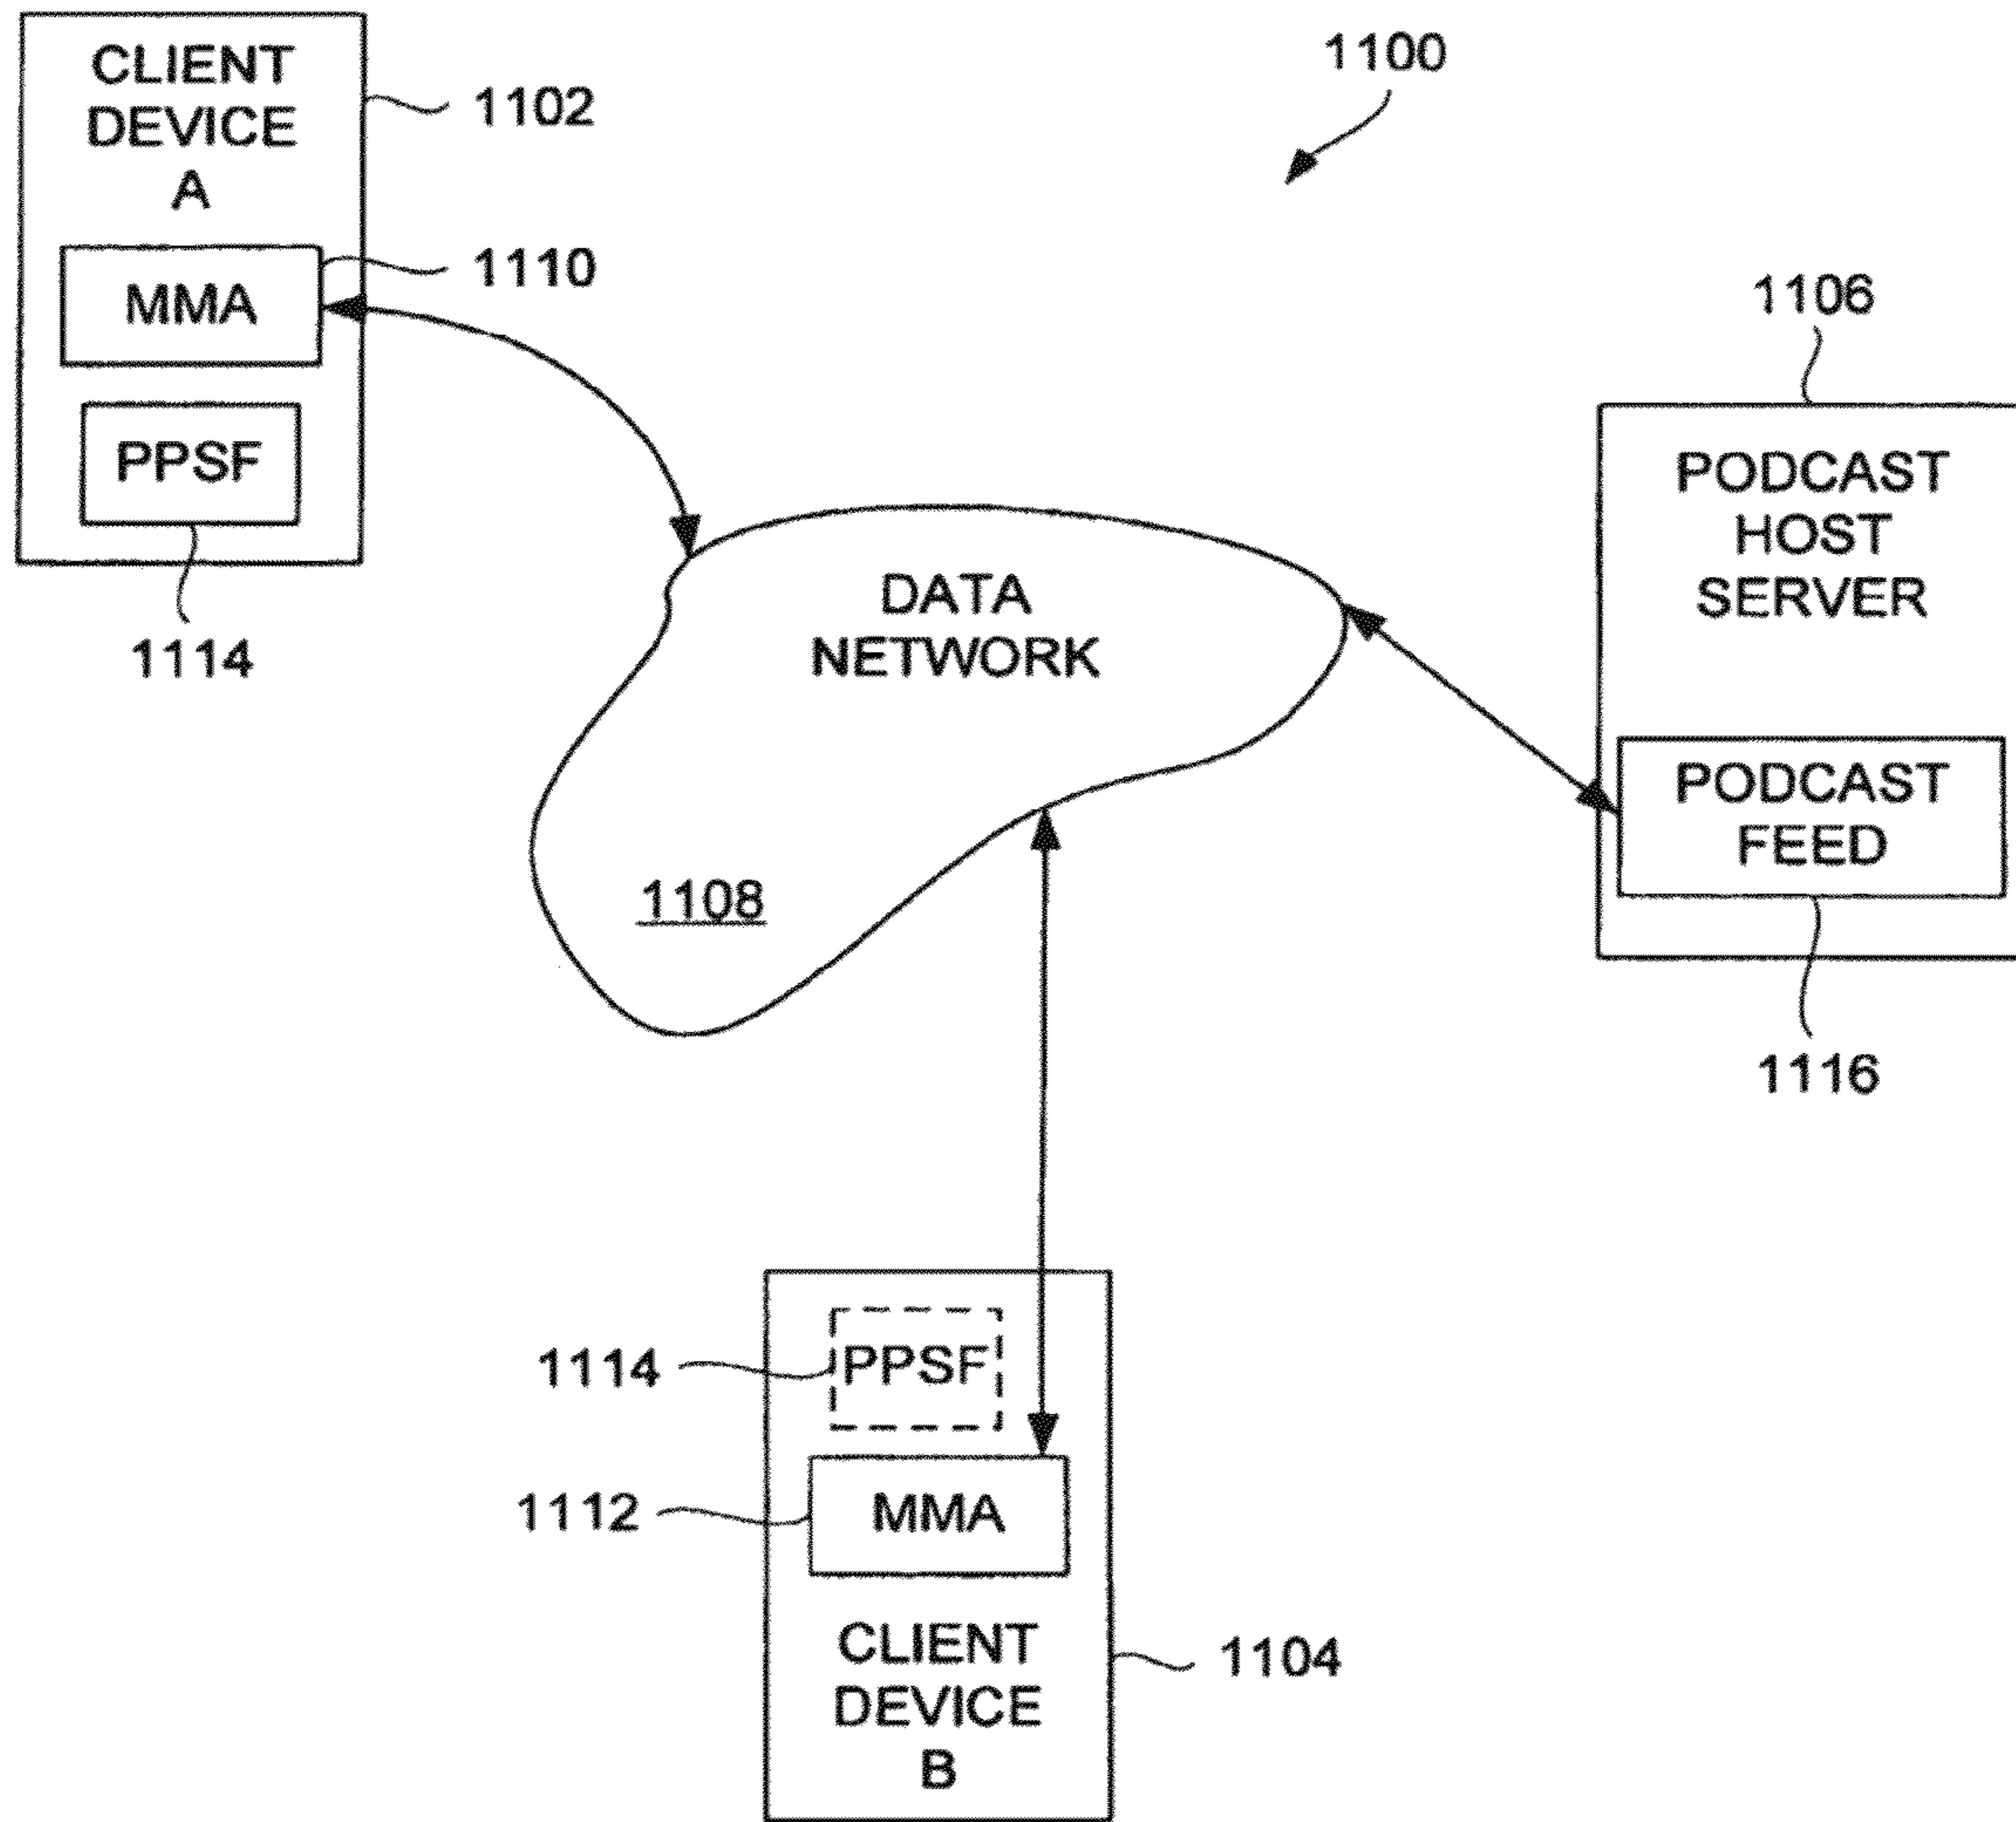 CLIENT
DEVICE
A
1102
1100
MMA
1110
PPSF
1114
1106
PODCAST
HOST
SERVER
DATA
NETWORK
1108
PODCAST
FEED
1116
PPSF
1114
MMA
1112
CLIENT
DEVICE
B
1104